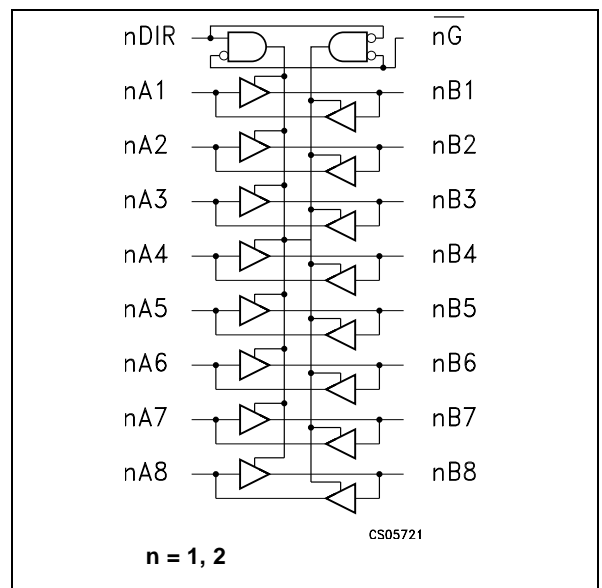 nDIR nG
nA1 nB1
nA2 nB2
nA3 nB3
nA4 nB4
nA5 nB5
nA6 nB6
nA7 nB7
nA8 nB8
CS05721
n = 1, 2